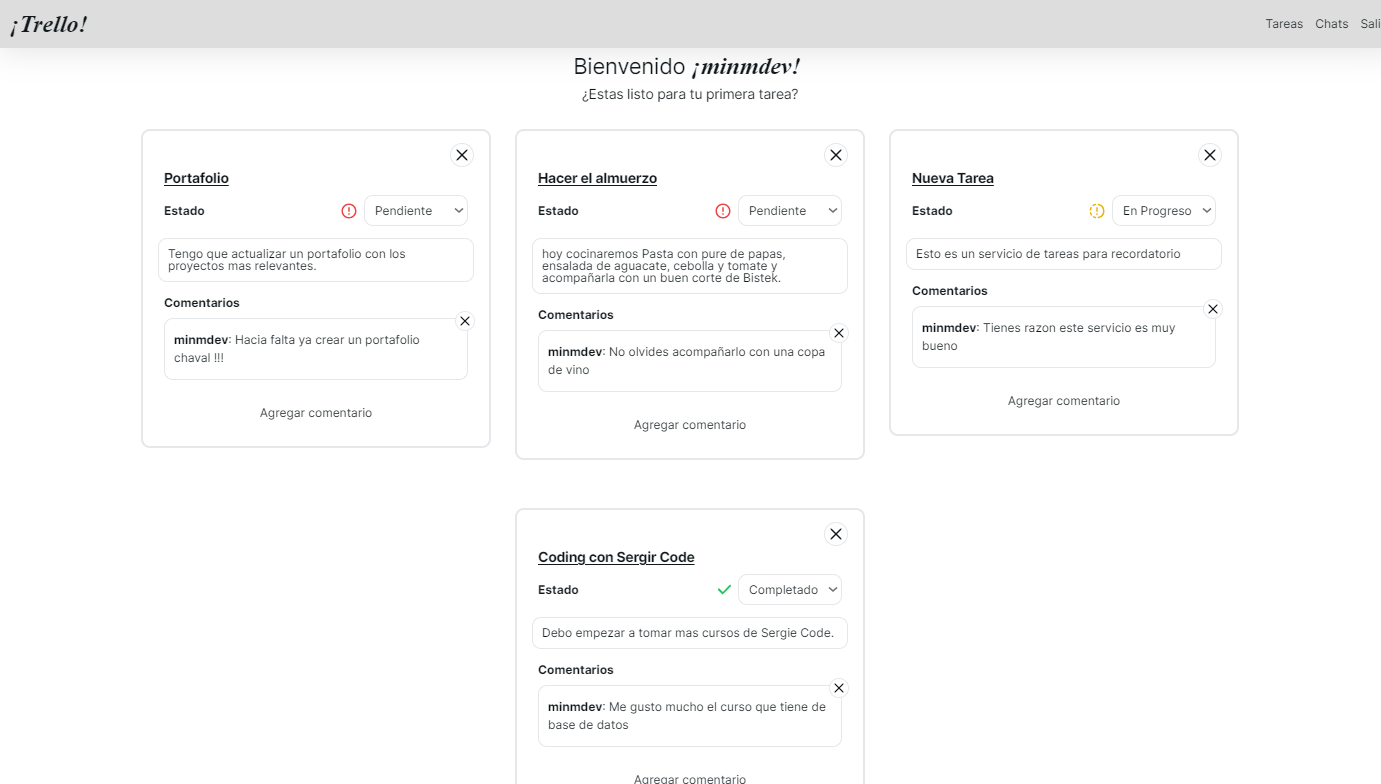 ¡Trello!
Tareas Chats Sali
Bienvenido ¡minmdev!
¿Estas listo para tu primera tarea?
Portafolio
Estado
Pendiente
Tengo que actualizar un portafolio con los
proyectos mas relevantes.
Comentarios
minmdev: Hacia falta ya crear un portafolio
chaval !!!
Agregar comentario
Hacer el almuerzo
Estado
Pendiente
hoy cocinaremos Pasta con pure de papas,
ensalada de aguacate, cebolla y tomate y
acompañarla con un buen corte de Bistek.
Comentarios
minmdev: No olvides acompañarlo con una copa
de vino
Agregar comentario
Nueva Tarea
Estado
En Progreso
Esto es un servicio de tareas para recordatorio
Comentarios
minmdev: Tienes razon este servicio es muy
bueno
Agregar comentario
Coding con Sergir Code
Estado
Completado
Debo empezar a tomar mas cursos de Sergie Code.
Comentarios
minmdev: Me gusto mucho el curso que tiene de
base de datos
Agregar comentario